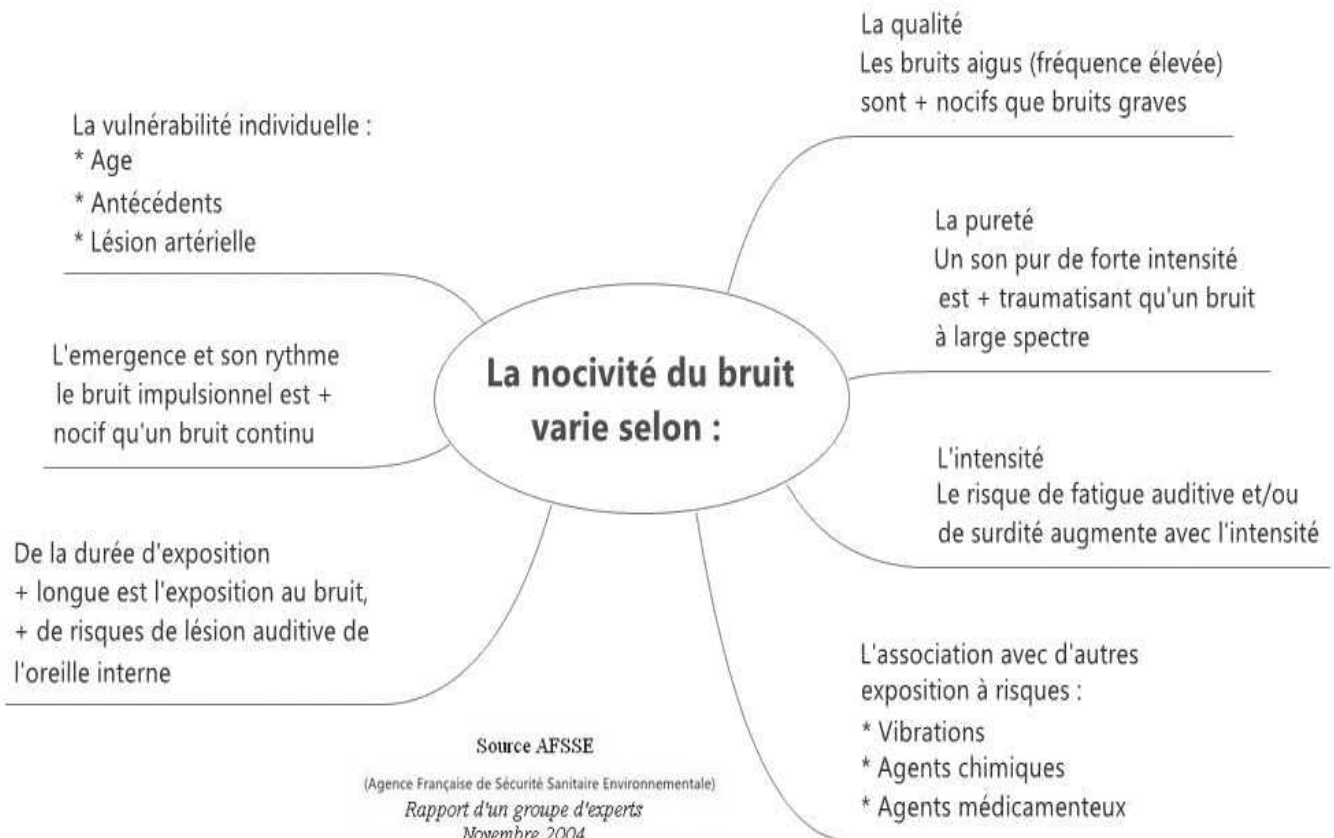 La nocivité du bruit
varie selon :
La qualité
Les bruits aigus (fréquence élevée)
sont + nocifs que bruits graves
La pureté
Un son pur de forte intensité
est + traumatisant qu'un bruit
à large spectre
L'intensité
Le risque de fatigue auditive et/ou
de surdité augmente avec l'intensité
L'association avec d'autres
exposition à risques :
* Vibrations
* Agents chimiques
* Agents médicamenteux
La vulnérabilité individuelle :
* Age
* Antécédents
* Lésion artérielle
L'emergence et son rythme
le bruit impulsionnel est +
nocif qu'un bruit continu
De la durée d'exposition
+ longue est l'exposition au bruit,
+ de risques de lésion auditive de
l'oreille interne
Source AFSSE
(Agence Française de Sécurité Sanitaire Environnementale)
Rapport d'un groupe d'experts
Novembre 2004